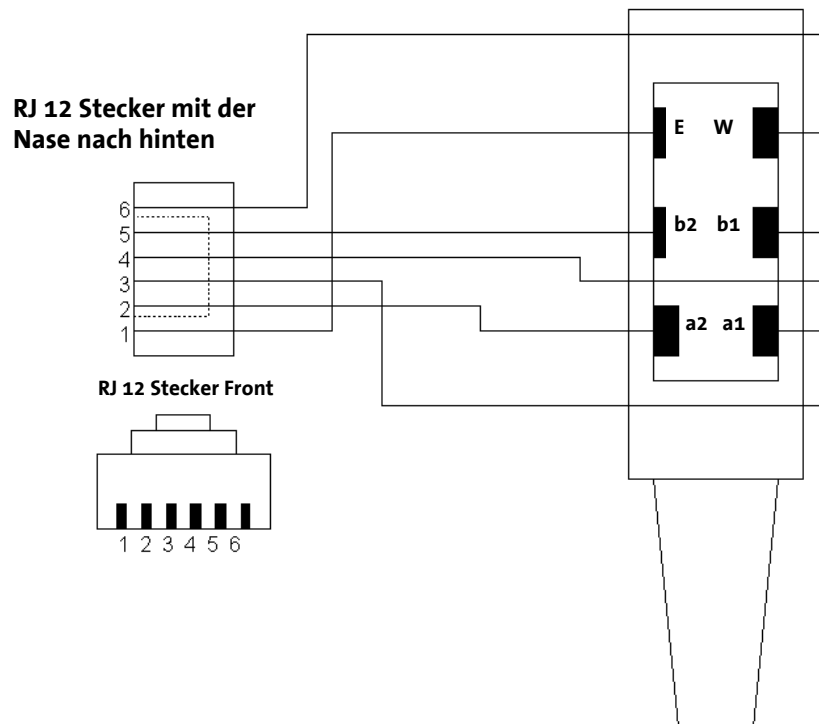 RJ 12 Stecker mit der
Nase nach hinten
6
5
4
3
2
1
E W
b2 b1
a2 a1
RJ 12 Stecker Front
1 2 3 4 5 6